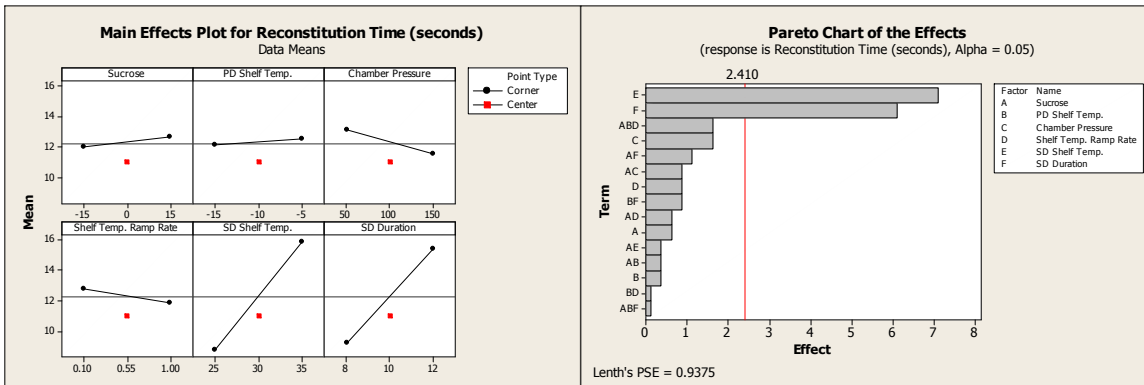 Main Effects Plot for Reconstitution Time (seconds)
Data Means
Sucrose PD Shelf Temp. Chamber Pressure
16
14
12
10
-15 0 15 -15 -10 -5 50 100 150
Shelf Temp. Ramp Rate SD Shelf Temp. SD Duration
16
14
12
10
0.10 0.55 1.00 25 30 35 8 10 12
Mean
Point Type
Corner
Center
Pareto Chart of the Effects
(response is Reconstitution Time (seconds), Alpha = 0.05)
2.410
Term
E
F
ABD
C
AF
AC
D
BF
AD
A
AE
AB
B
BD
ABF
0 1 2 3 4 5 6 7 8
Effect
Lenth's PSE = 0.9375
Factor Name
A Sucrose
B PD Shelf Temp.
C Chamber Pressure
D Shelf Temp. Ramp Rate
E SD Shelf Temp.
F SD Duration